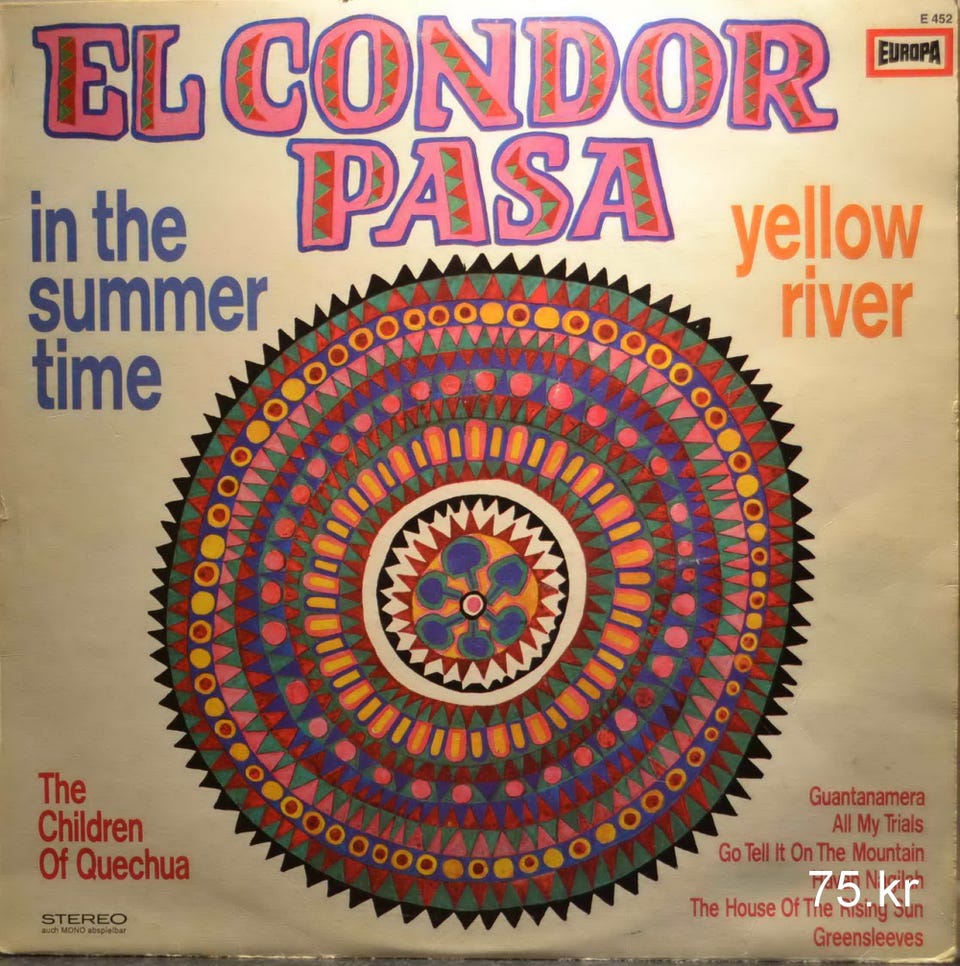 E 452
EUROPA
EL CONDOR
PASA
in the
summer
time
yellow
river
The
Children
Of Quechua
STEREO
auch MONO abspielbar
Guantanamera
All My Trials
Go Tell It On The Mountain
Haven Nagilah
75.kr
The House Of The Rising Sun
Greensleeves